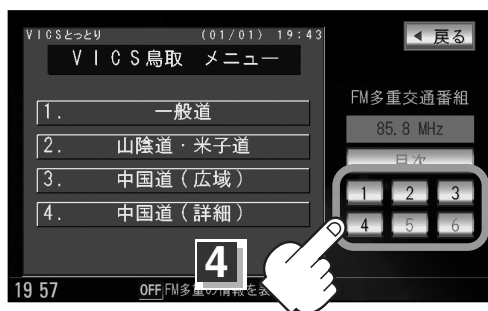 VICSとっとり (01/01) 19:43
VICS鳥取 メニュー
1. 一般道
2. 山陰道・米子道
3. 中国道(広域)
4. 中国道(詳細)
戻る
FM多重交通番組
85.8 MHz
目次
1 2 3
4 5 6
4
19 57 OFF FM多重の情報を表